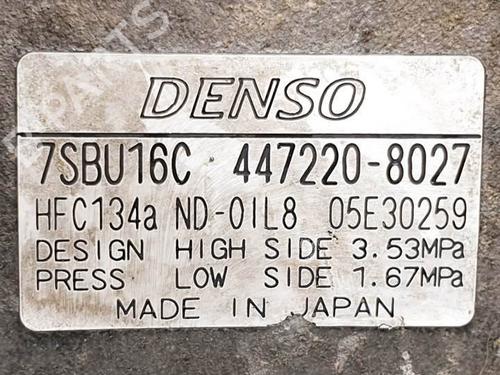 DENSO
7SBU16C 447220-8027
HFC134a ND-OIL8 05E30259
DESIGN HIGH SIDE 3.53MPa
PRESS LOW SIDE 1.67MPa
MADE IN JAPAN